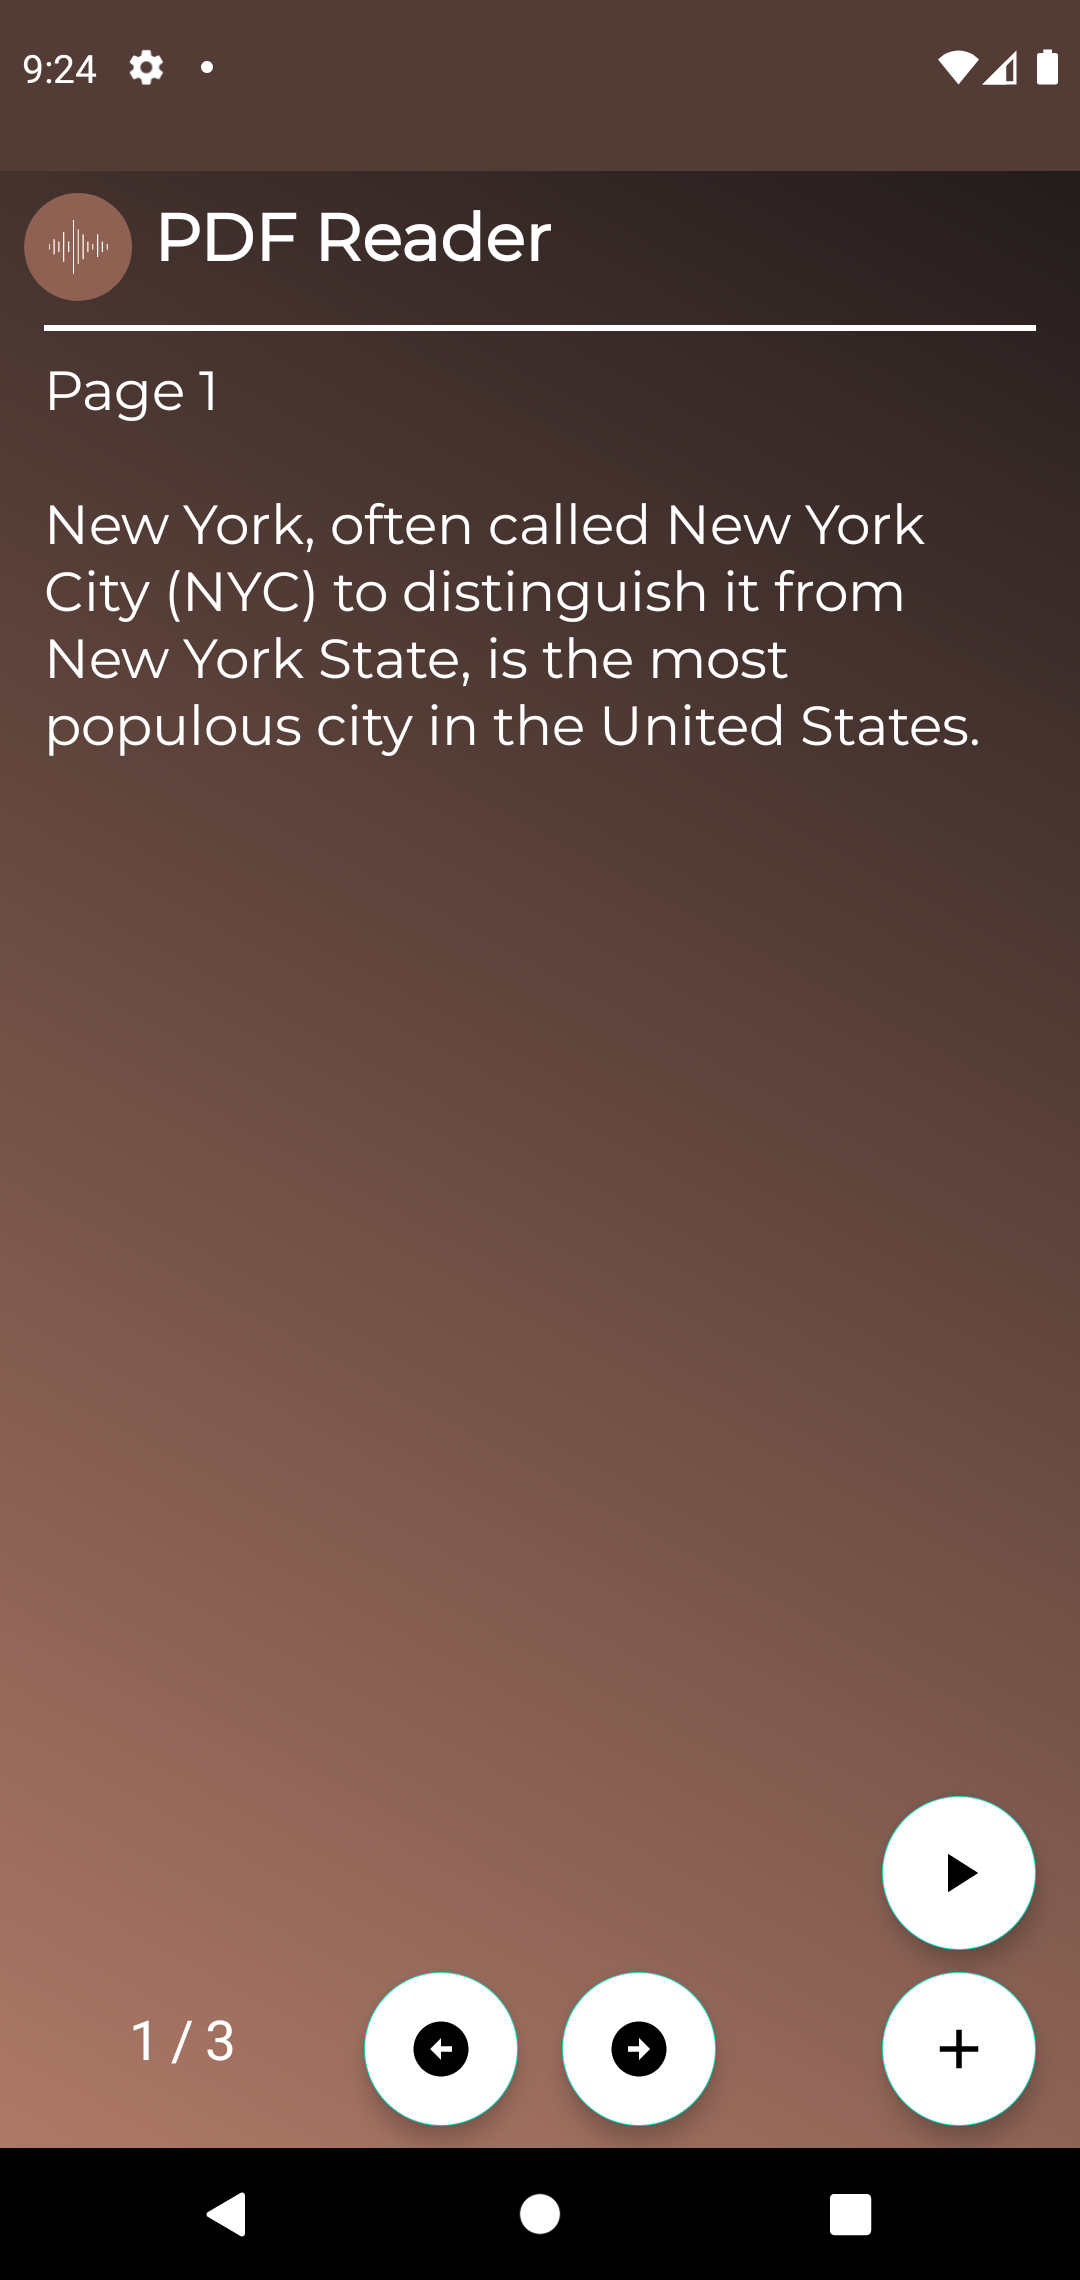 9:24
PDF Reader
Page 1
New York, often called New York
City (NYC) to distinguish it from
New York State, is the most
populous city in the United States.
1 / 3